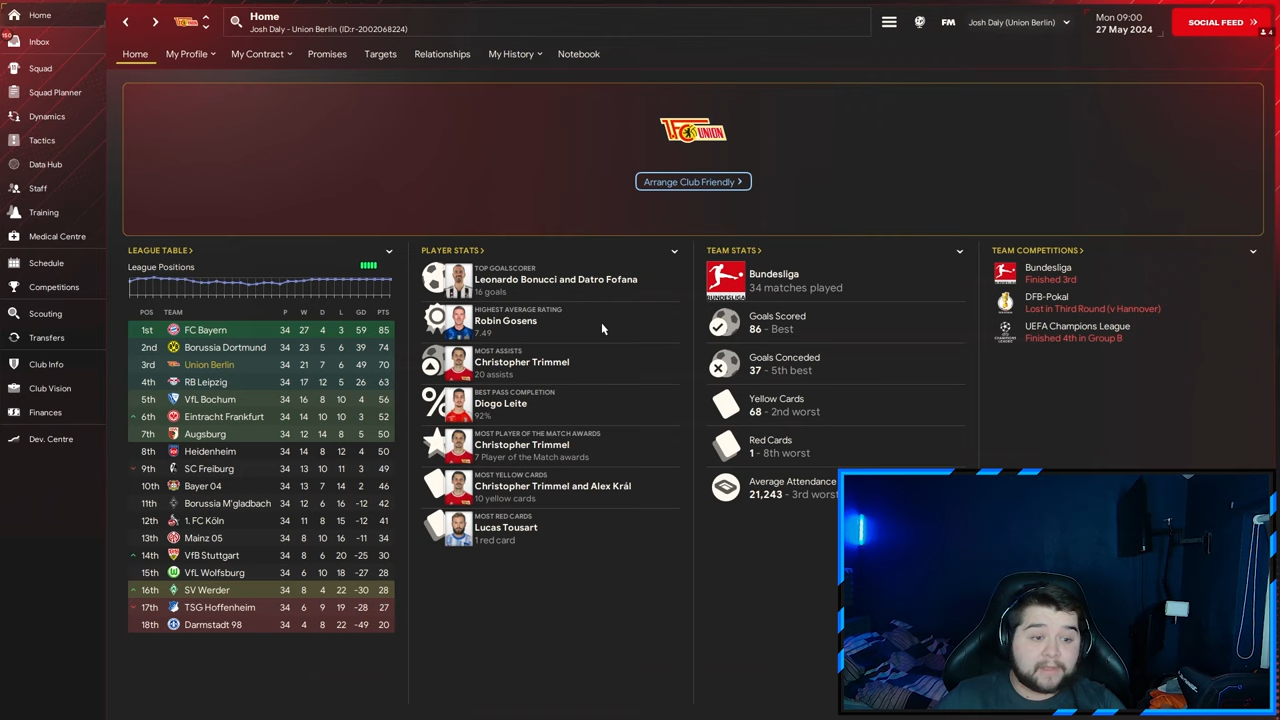 Home
Josh Daly - Union Berlin (ID:r-2002068224)
FM
Josh Daly (Union Berlin)
Mon 09:00
27 May 2024
SOCIAL FEED
4
Home
150
Inbox
Squad
Squad Planner
Dynamics
Tactics
Data Hub
Staff
Training
Medical Centre
Schedule
Competitions
Scouting
Transfers
Club Info
Club Vision
Finances
Dev. Centre
Home
My Profile
My Contract
Promises
Targets
Relationships
My History
Notebook
UNION
Arrange Club Friendly >
LEAGUE TABLE >
League Positions
POS TEAM P W D L GD PTS
1st FC Bayern 34 27 4 3 59 85
2nd Borussia Dortmund 34 23 5 6 39 74
3rd Union Berlin 34 21 7 6 49 70
4th RB Leipzig 34 17 12 5 26 63
5th VfL Bochum 34 16 8 10 4 56
6th Eintracht Frankfurt 34 14 10 10 3 52
7th Augsburg 34 12 14 8 5 50
8th Heidenheim 34 14 8 12 4 50
9th SC Freiburg 34 13 10 11 3 49
10th Bayer 04 34 13 7 14 2 46
11th Borussia M'gladbach 34 10 12 12 -12 42
12th 1. FC Köln 34 11 8 15 -12 41
13th Mainz 05 34 8 10 16 -11 34
14th VfB Stuttgart 34 8 6 20 -25 30
15th VfL Wolfsburg 34 6 10 18 -27 28
16th SV Werder 34 8 4 22 -30 28
17th TSG Hoffenheim 34 6 9 19 -28 27
18th Darmstadt 98 34 4 8 22 -49 20
PLAYER STATS >
TOP GOALSCORER
Leonardo Bonucci and Datro Fofana
16 goals
HIGHEST AVERAGE RATING
Robin Gosens
7.49
MOST ASSISTS
Christopher Trimmel
20 assists
BEST PASS COMPLETION
Diogo Leite
92%
MOST PLAYER OF THE MATCH AWARDS
Christopher Trimmel
7 Player of the Match awards
MOST YELLOW CARDS
Christopher Trimmel and Alex Král
10 yellow cards
MOST RED CARDS
Lucas Tousart
1 red card
TEAM STATS >
BUNDESLIGA
Bundesliga
34 matches played
Goals Scored
86 - Best
Goals Conceded
37 - 5th best
Yellow Cards
68 - 2nd worst
Red Cards
1 - 8th worst
Average Attendance
21,243 - 3rd worst
TEAM COMPETITIONS >
Bundesliga
Finished 3rd
DFB-Pokal
Lost in Third Round (v Hannover)
UEFA Champions League
Finished 4th in Group B